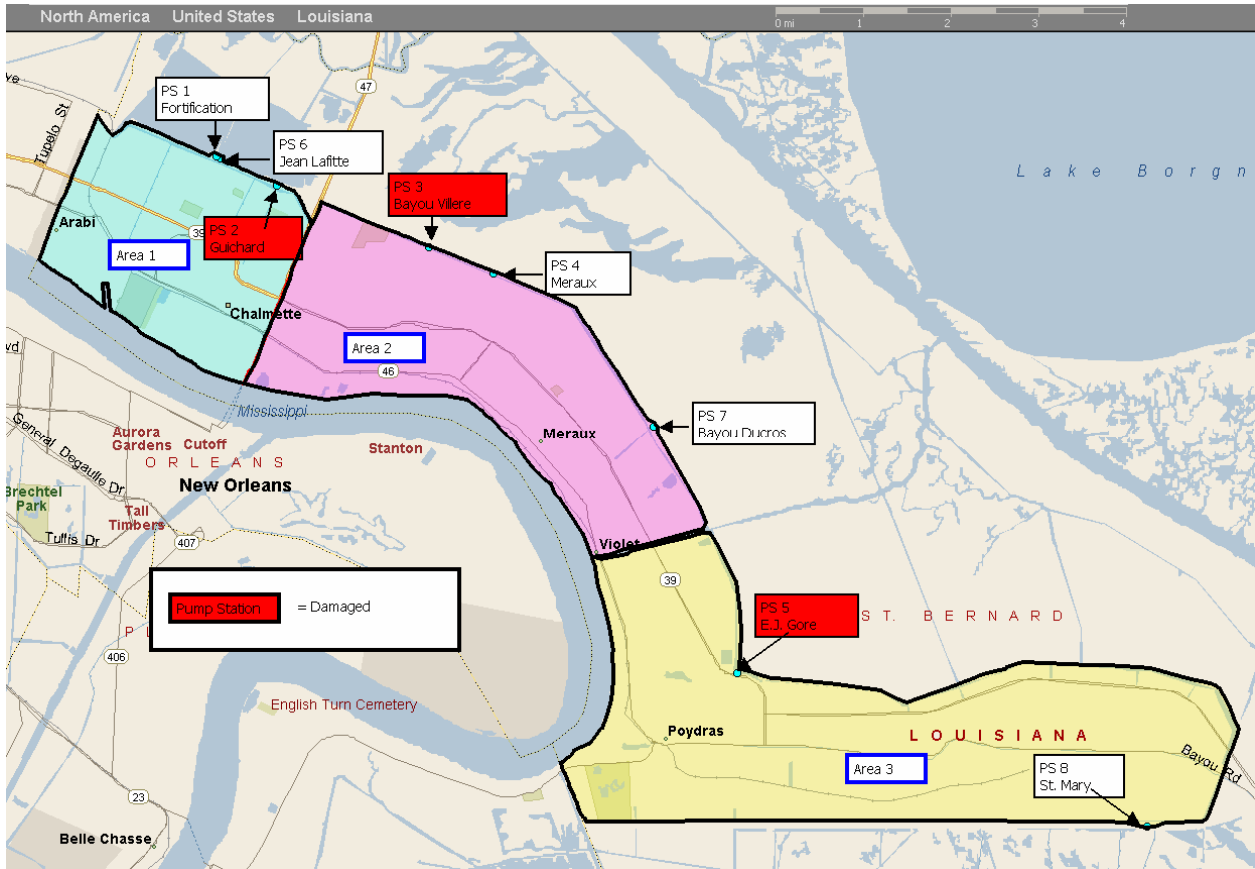 North America United States Louisiana
0 mi 1 2 3 4
PS 1
Fortification
47
PS 6
Jean Lafitte
Tupelo St
Lake Borgn
PS 3
Bayou Villere
Arabi
39
PS 2
Guichard
Area 1
PS 4
Meraux
Chalmette
Area 2
46
Mississippi
PS 7
Bayou Ducros
Aurora
Gardens
Cutoff
Stanton
Meraux
General Degaulle Dr
ORLEANS
New Orleans
Brechtel
Park
Tall
Timbers
Tullis Dr
407
Violet
39
Pump Station = Damaged
PS 5
E.J. Gore
ST. BERNARD
P L
406
English Turn Cemetery
Poydras
LOUISIANA
Bayou Rd
Area 3
PS 8
St. Mary
23
Belle Chasse